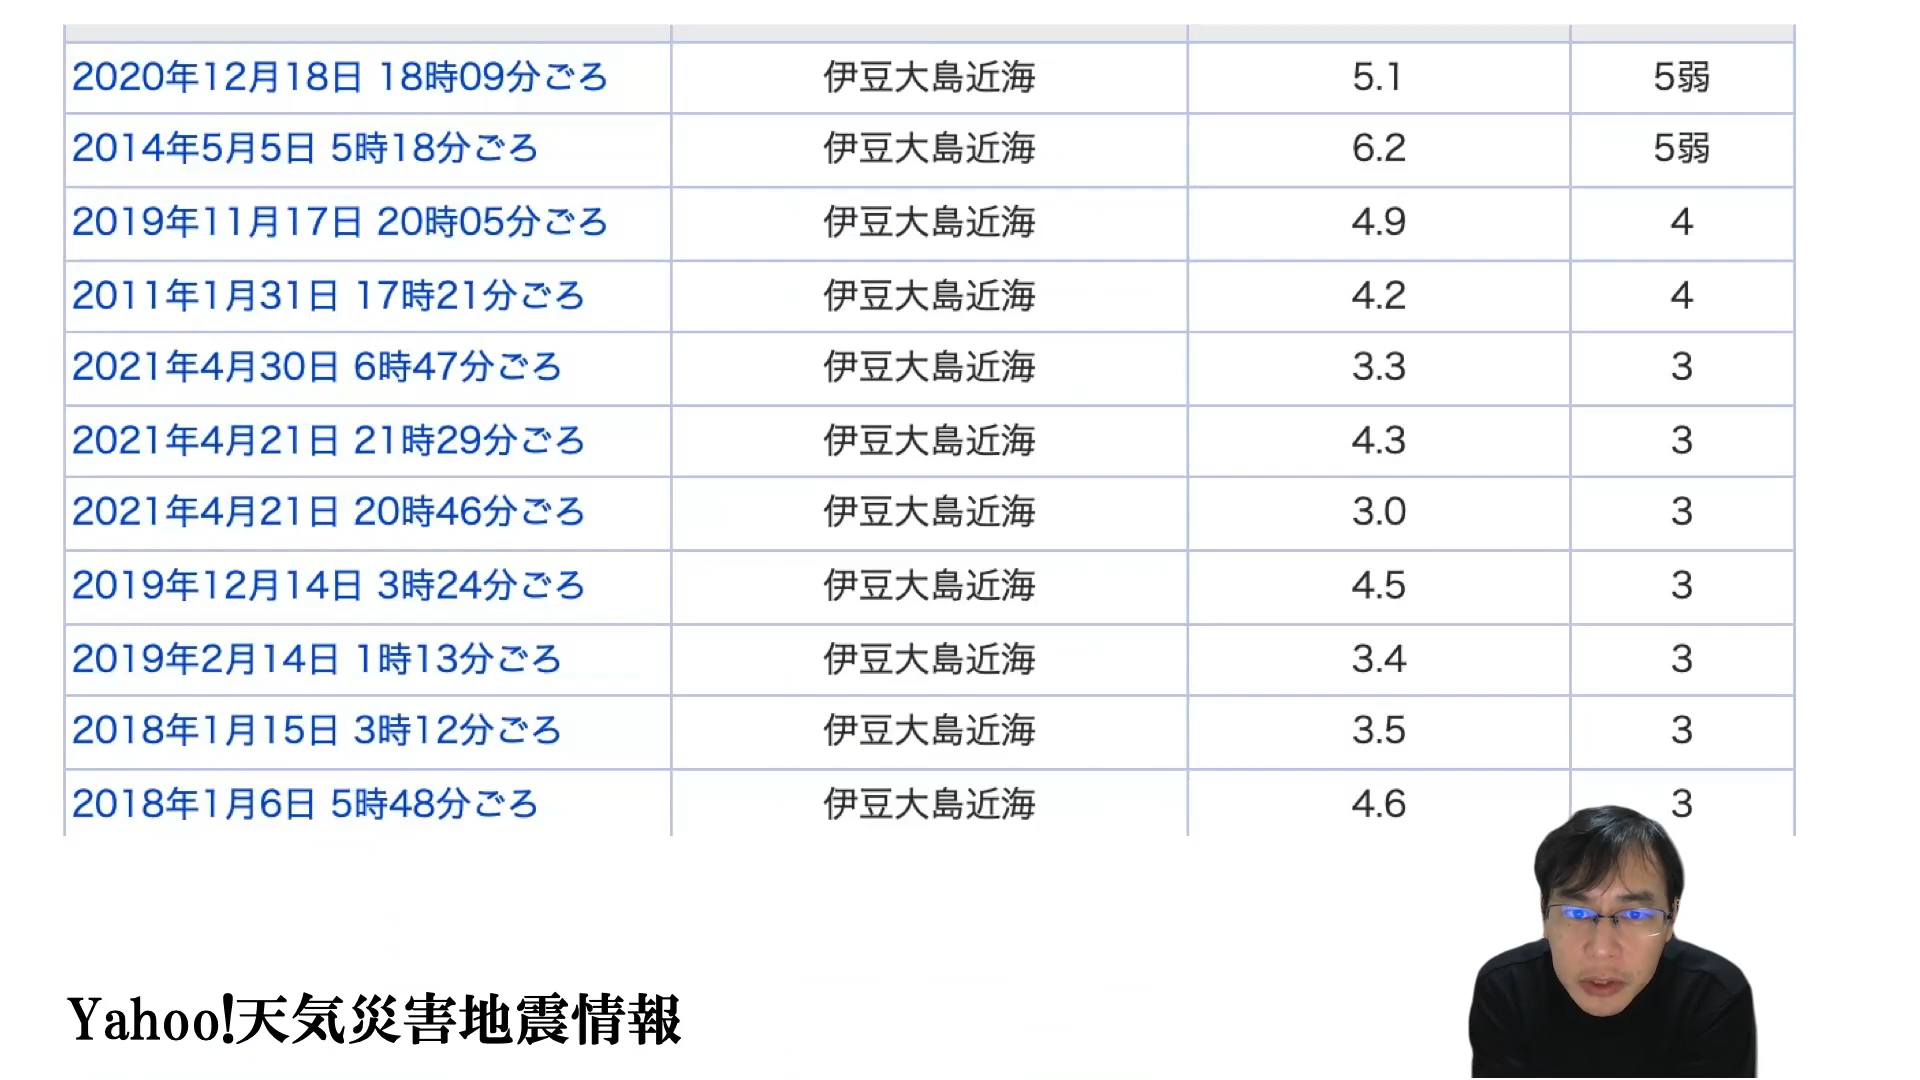 2020年12月18日 18時09分ごろ 伊豆大島近海 5.1 5弱
2014年5月5日 5時18分ごろ 伊豆大島近海 6.2 5弱
2019年11月17日 20時05分ごろ 伊豆大島近海 4.9 4
2011年1月31日 17時21分ごろ 伊豆大島近海 4.2 4
2021年4月30日 6時47分ごろ 伊豆大島近海 3.3 3
2021年4月21日 21時29分ごろ 伊豆大島近海 4.3 3
2021年4月21日 20時46分ごろ 伊豆大島近海 3.0 3
2019年12月14日 3時24分ごろ 伊豆大島近海 4.5 3
2019年2月14日 1時13分ごろ 伊豆大島近海 3.4 3
2018年1月15日 3時12分ごろ 伊豆大島近海 3.5 3
2018年1月6日 5時48分ごろ 伊豆大島近海 4.6 3
Yahoo!天気災害地震情報